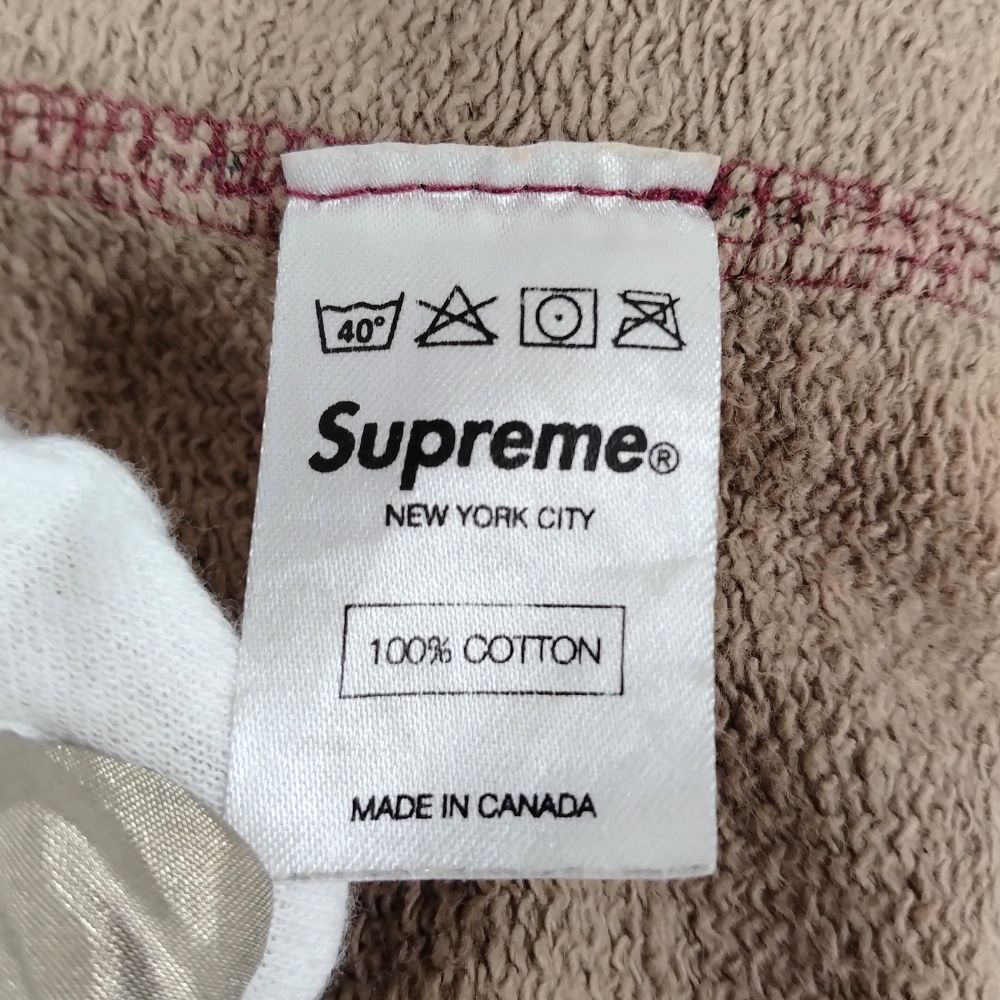 40°
Supreme®
NEW YORK CITY
100% COTTON
MADE IN CANADA